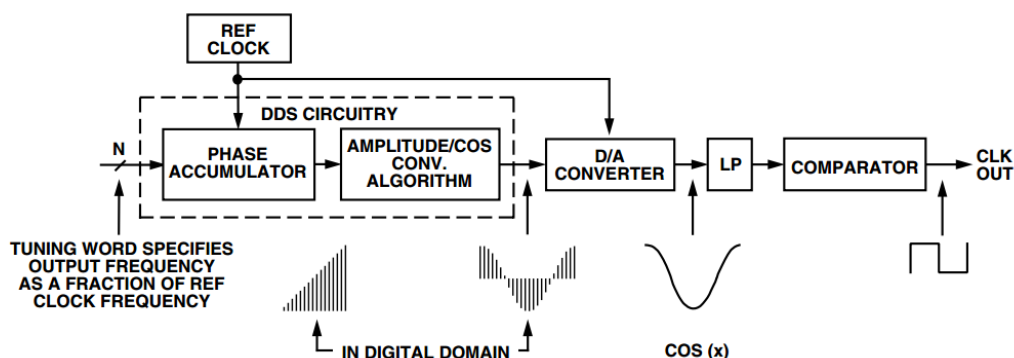 REF
CLOCK
DDS CIRCUITRY
N
PHASE
ACCUMULATOR
AMPLITUDE/COS
CONV.
ALGORITHM
D/A
CONVERTER
LP
COMPARATOR
CLK
OUT
TUNING WORD SPECIFIES
OUTPUT FREQUENCY
AS A FRACTION OF REF
CLOCK FREQUENCY
IN DIGITAL DOMAIN
COS (x)